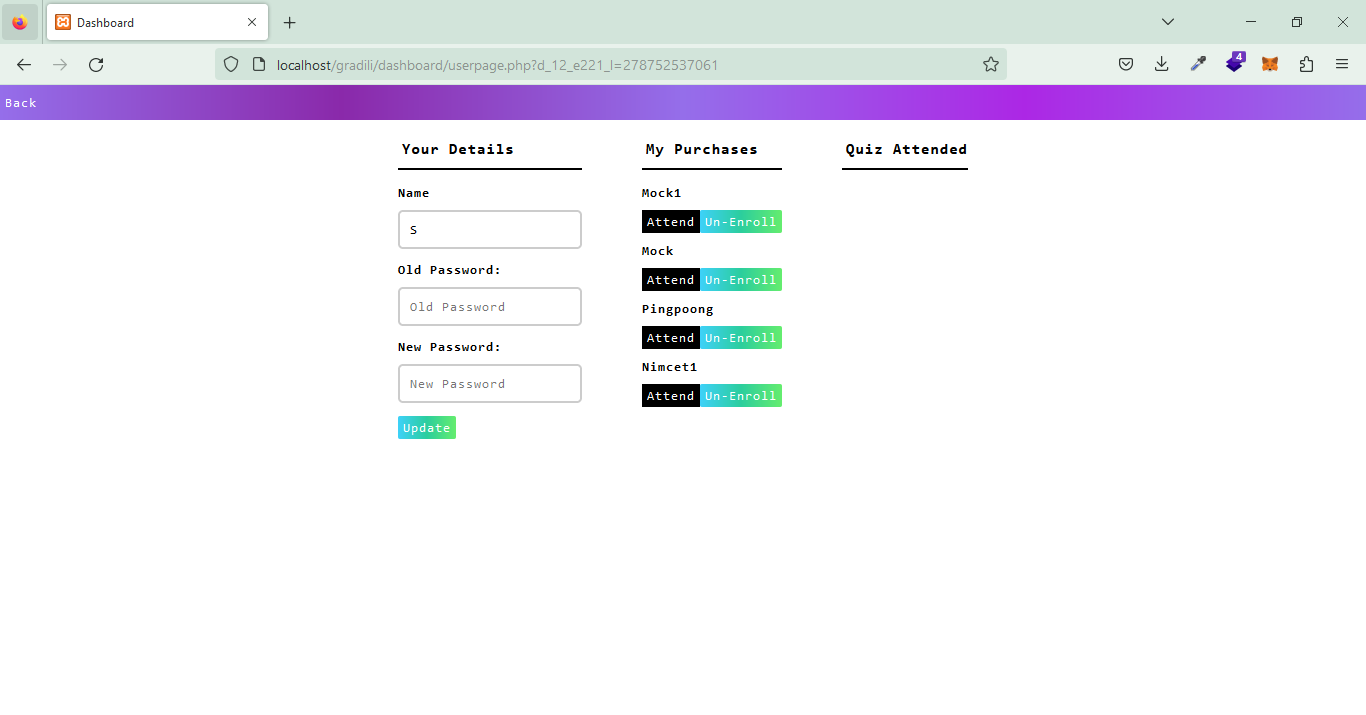 Dashboard
localhost/gradili/dashboard/userpage.php?d_12_e221_l=278752537061
4
Back
Your Details
Name
S
Old Password:
Old Password
New Password:
New Password
Update
My Purchases
Mock1
Attend Un-Enroll
Mock
Attend Un-Enroll
Pingpoong
Attend Un-Enroll
Nimcet1
Attend Un-Enroll
Quiz Attended